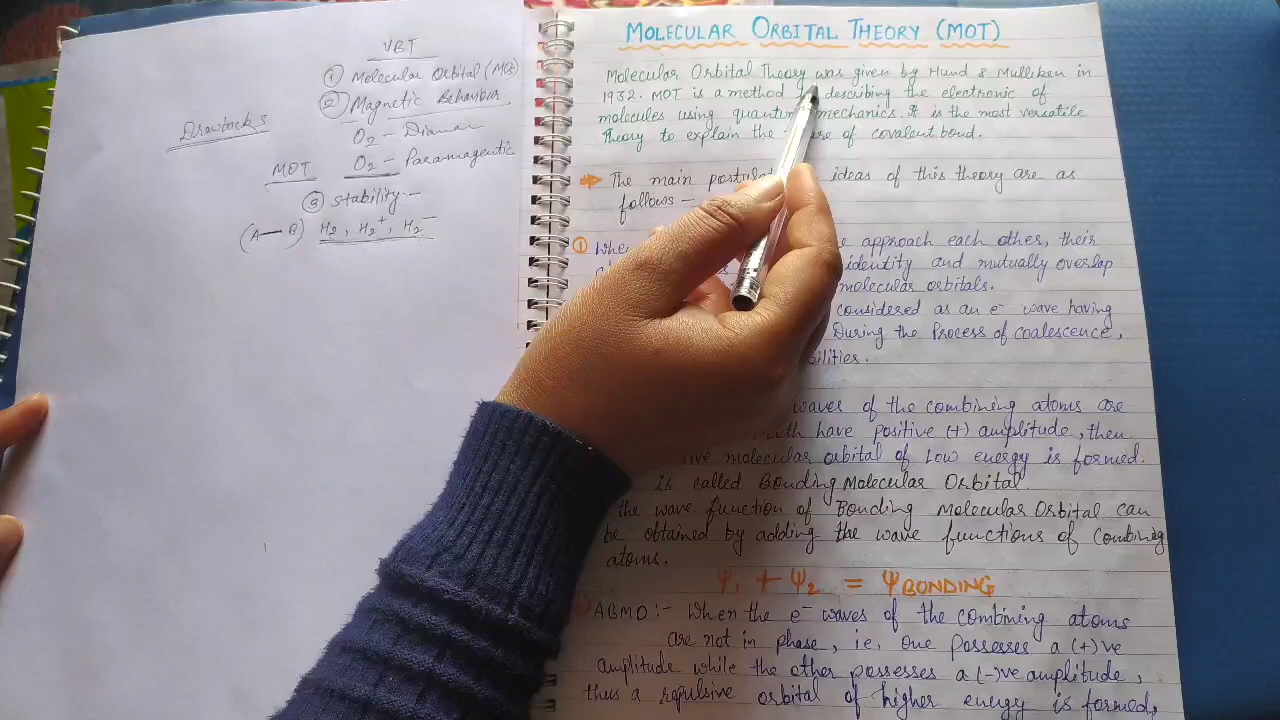 VBT
① Molecular Orbital (MO)
② Magnetic Behaviour
Drawbacks
O₂ - Diamar
MOT O₂ - Paramagentic
③ Stability -
(A — B) H₂, H₂⁺, H₂⁻
MOLECULAR ORBITAL THEORY (MOT)
Molecular Orbital Theory was given by Hund & Mulliken in
1932. MOT is a method describing the electronic of
molecules using quantum mechanics. It is the most versatile
Theory to explain the of covalent bond.
The main ideas of this theory are as
follows -
① approach each other, their
identity and mutually overlap
molecular orbitals.
considered as an e⁻ wave having
During the Process of coalescence,
waves of the combining atoms are
have positive (+) amplitude, then
molecular orbital of Low energy is formed.
is called Bonding Molecular Orbital.
the wave function of Bonding Molecular Orbital can
be obtained by adding the wave functions of combining
atoms.
Ψ₁ + Ψ₂ = Ψ BONDING
ABMO :- When the e⁻ waves of the combining atoms
are not in phase, ie, one Possesses a (+)ve
amplitude while the other possesses a (-)ve amplitude,
thus a repulsive orbital of higher energy is formed,